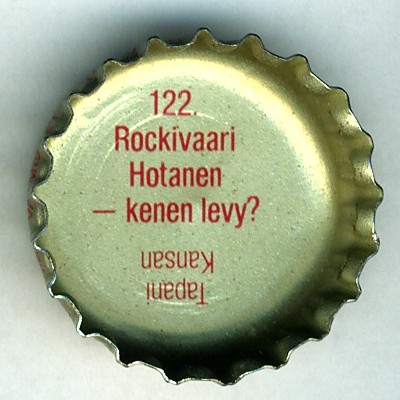 122.
Rockivaari
Hotanen
— kenen levy?
Tapani
Kansan